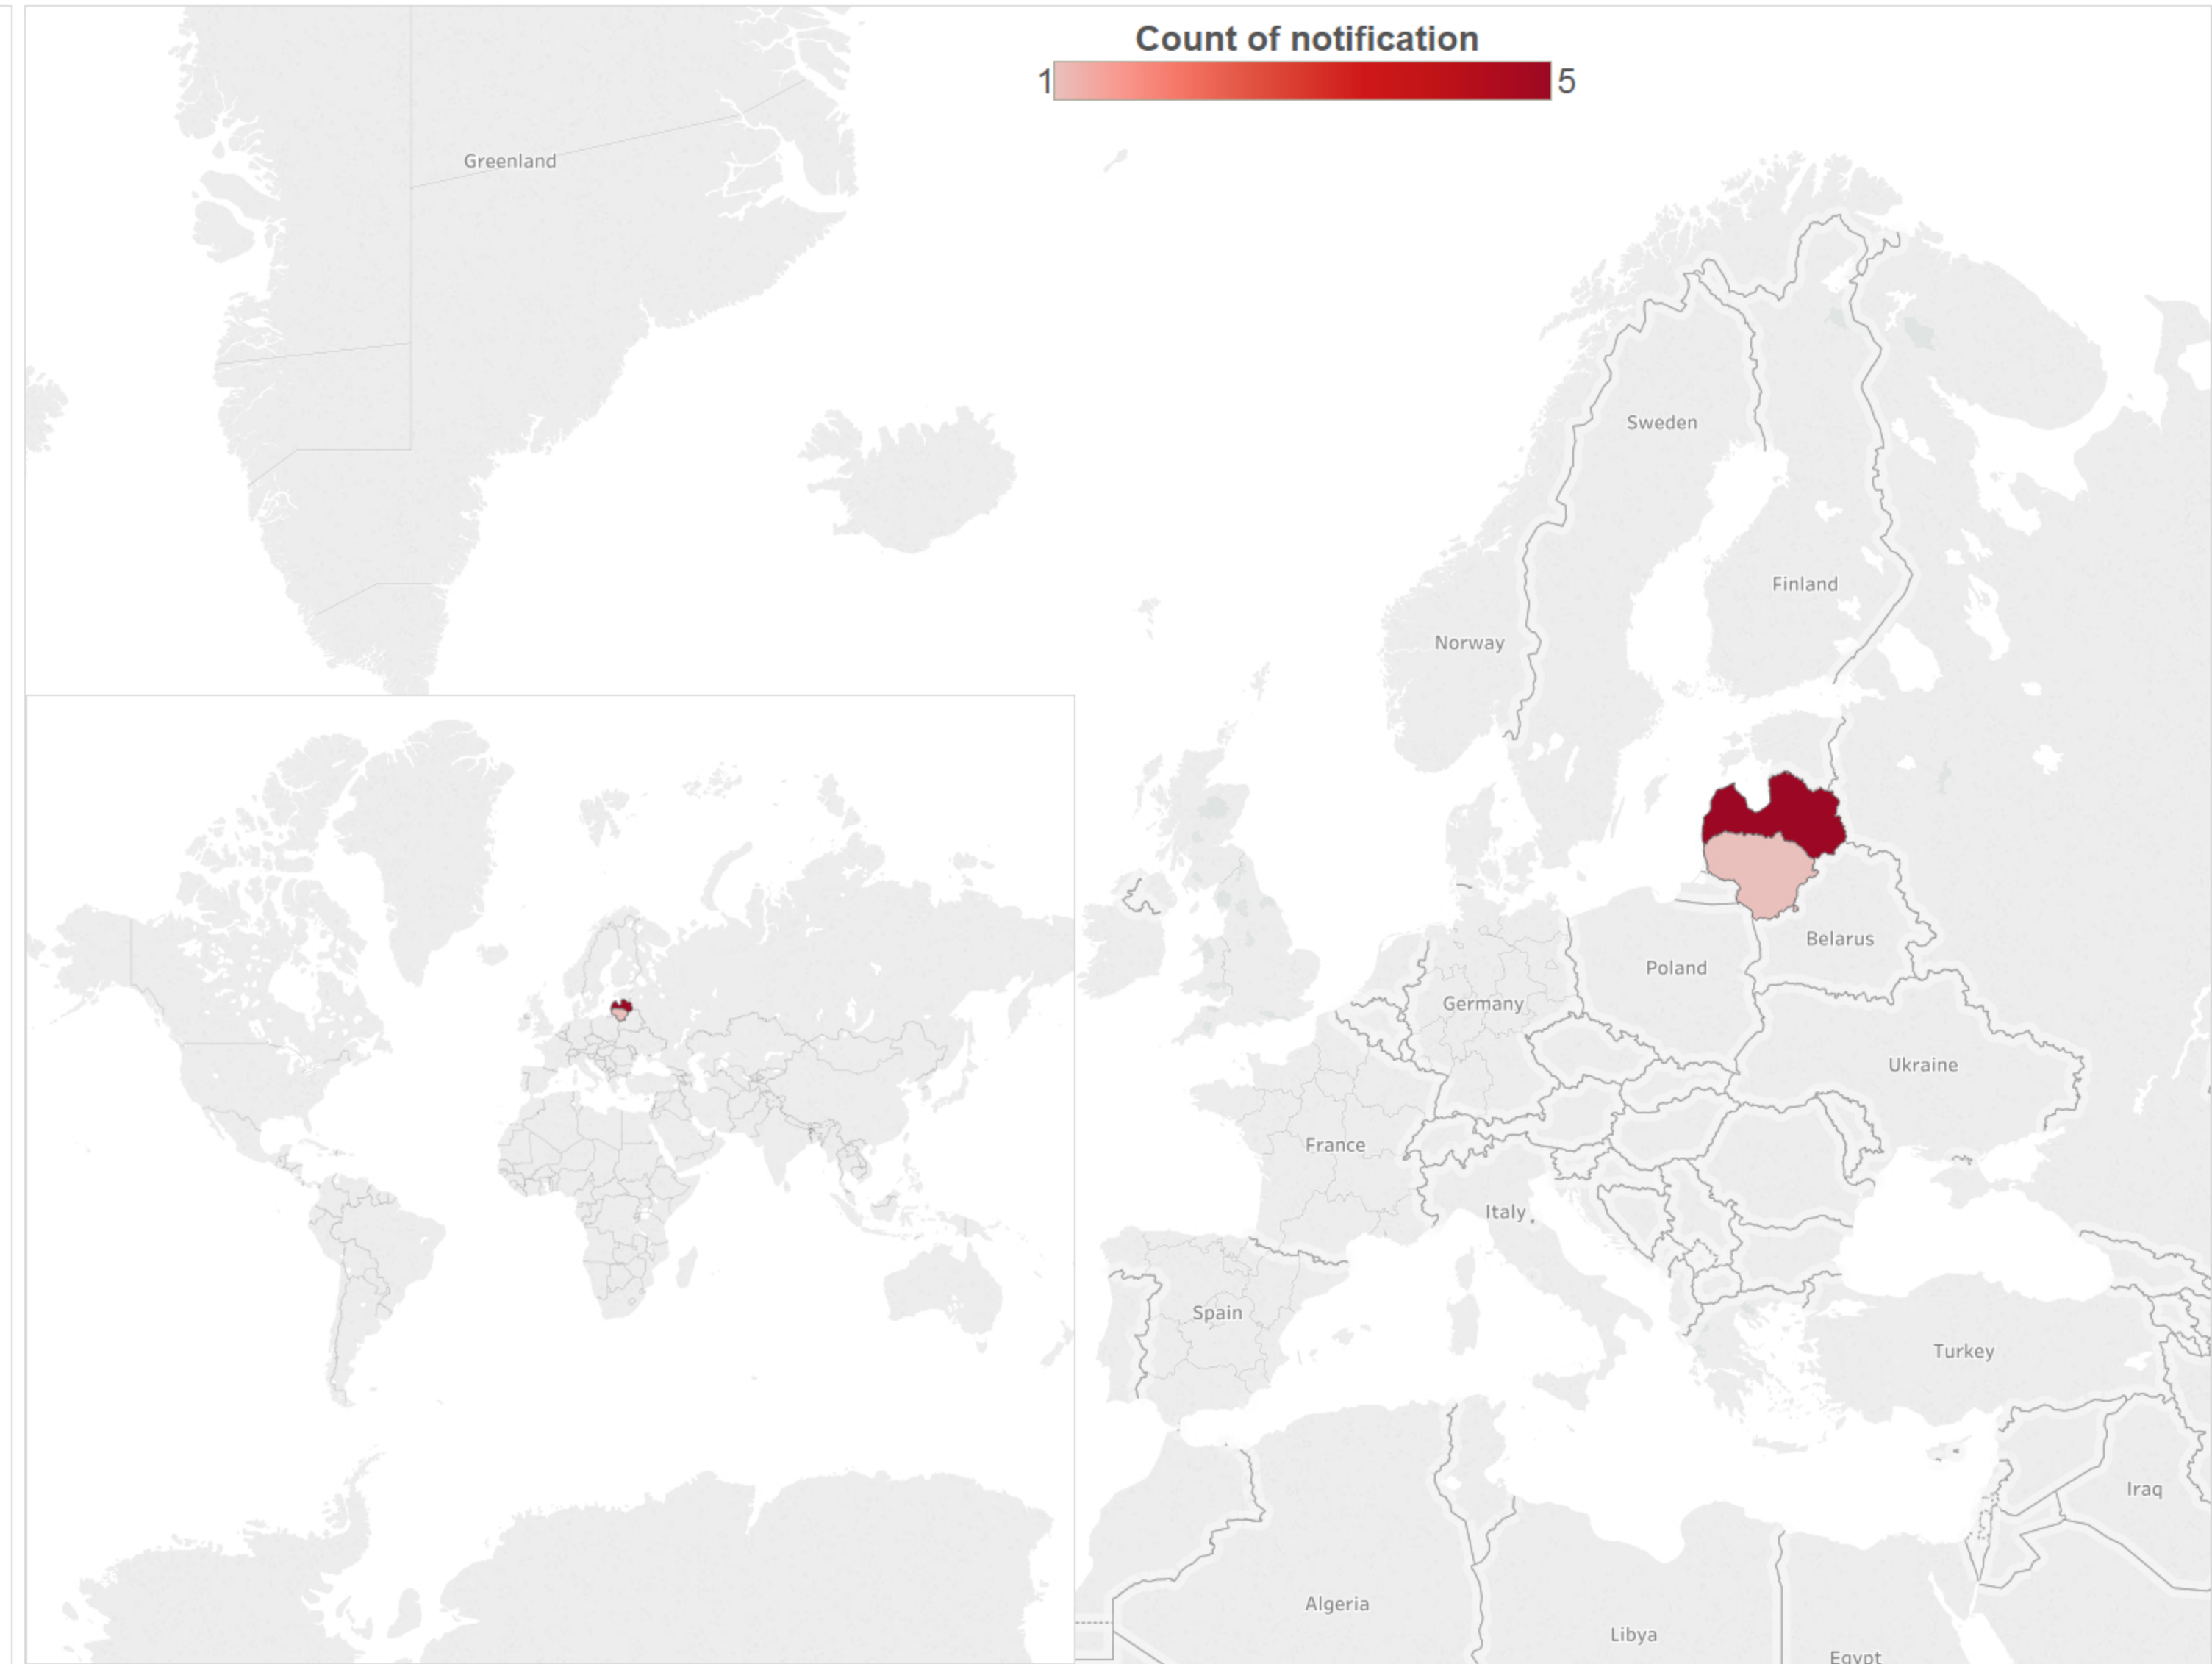 Count of notification
1 5
Greenland
Sweden
Finland
Norway
Belarus
Poland
Germany
Ukraine
France
Italy
Spain
Turkey
Iraq
Algeria
Libya
Egypt